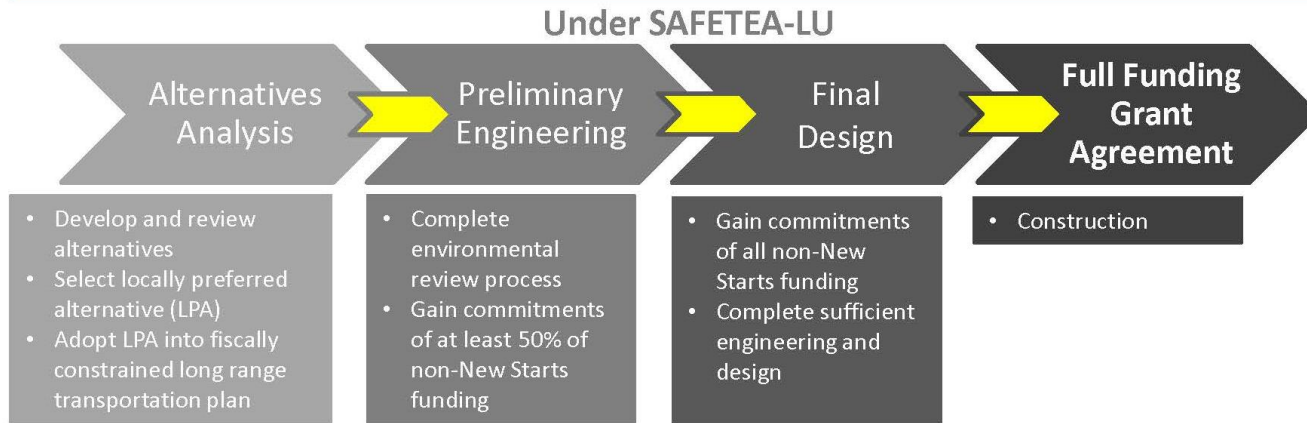 Under SAFETEA-LU
Alternatives
Analysis
Preliminary
Engineering
Final
Design
Full Funding
Grant
Agreement
• Develop and review
alternatives
• Select locally preferred
alternative (LPA)
• Adopt LPA into fiscally
constrained long range
transportation plan
• Complete
environmental
review process
• Gain commitments
of at least 50% of
non-New Starts
funding
• Gain commitments
of all non-New
Starts funding
• Complete sufficient
engineering and
design
• Construction